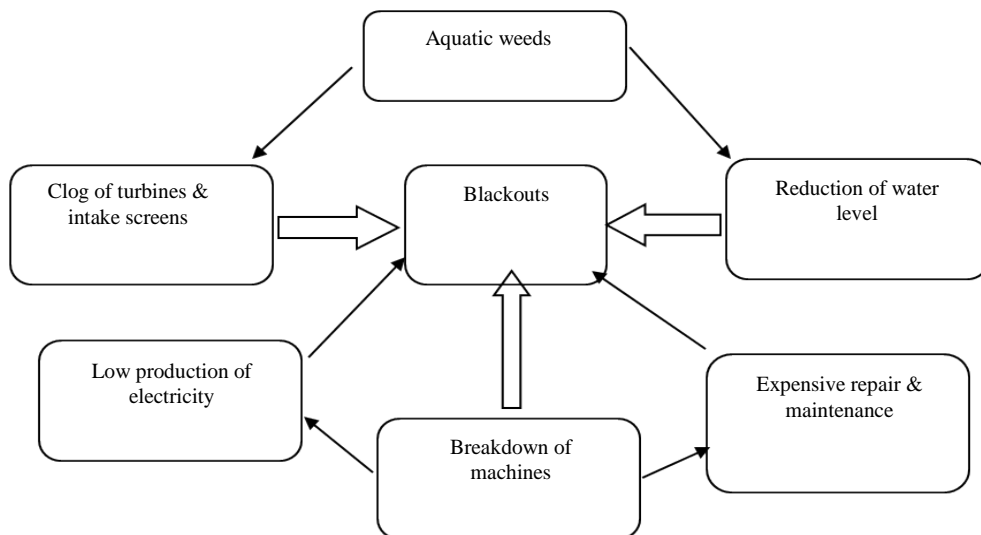 Aquatic weeds
Clog of turbines &
intake screens
Blackouts
Reduction of water
level
Low production of
electricity
Breakdown of
machines
Expensive repair &
maintenance